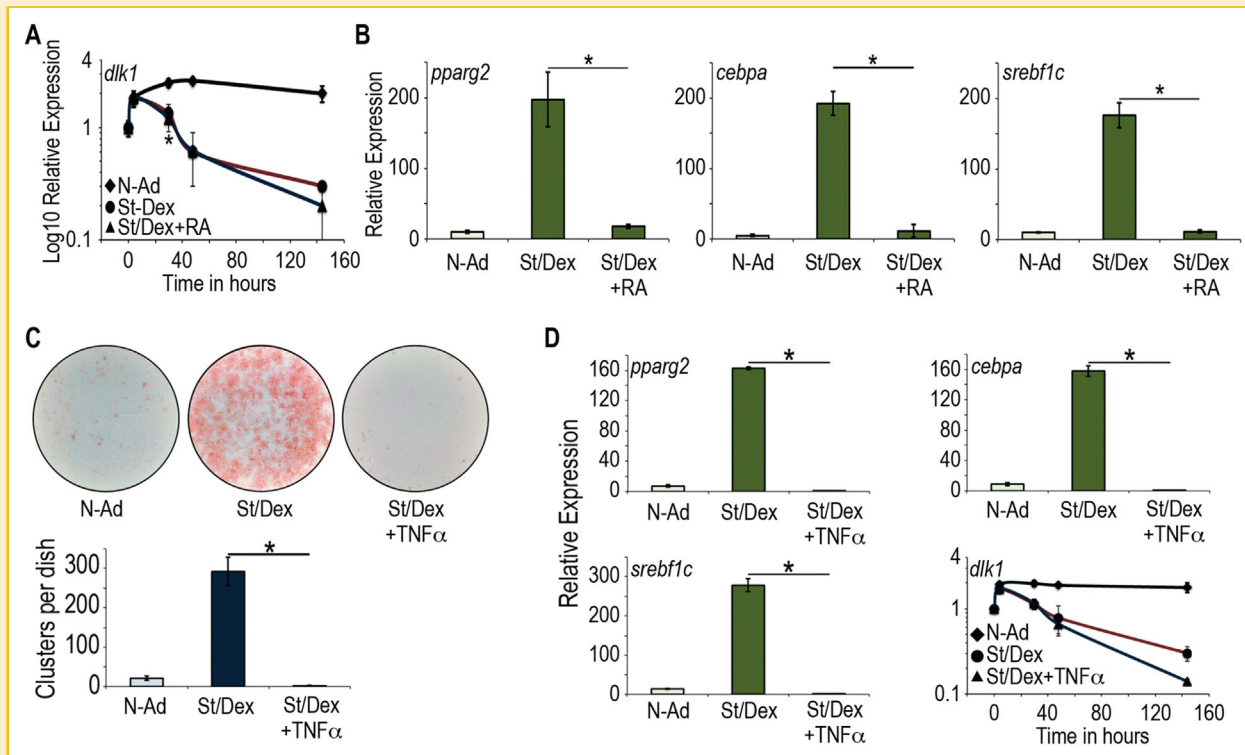 A
dlk1
4
1
0.1
Log10 Relative Expression
N-Ad
St-Dex
St/Dex+RA
*
0 40 80 120 160
Time in hours
B
Relative Expression
pparg2
*
200
100
0
N-Ad St/Dex St/Dex
+RA
cebpa
*
200
100
0
N-Ad St/Dex St/Dex
+RA
srebf1c
*
200
100
0
N-Ad St/Dex St/Dex
+RA
C
N-Ad St/Dex St/Dex
+TNFα
Clusters per dish
*
300
200
100
0
N-Ad St/Dex St/Dex
+TNFα
D
Relative Expression
pparg2
*
160
120
80
40
0
N-Ad St/Dex St/Dex
+TNFα
cebpa
*
160
120
80
40
0
N-Ad St/Dex St/Dex
+TNFα
srebf1c
*
300
200
100
0
N-Ad St/Dex St/Dex
+TNFα
dlk1
4
1
0.1
N-Ad
St/Dex
St/Dex+TNFα
0 40 80 120 160
Time in hours